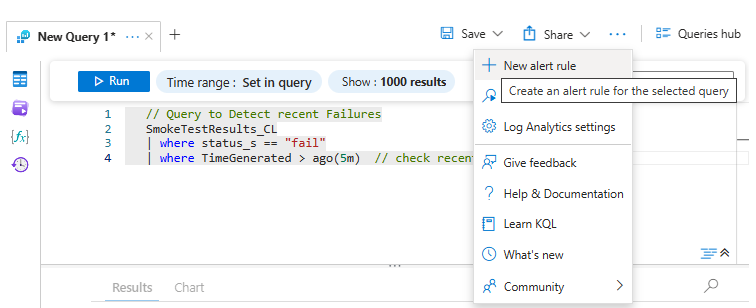 New Query 1*
Save
Share
Queries hub
Run
Time range : Set in query
Show : 1000 results
New alert rule
Create an alert rule for the selected query
1 // Query to Detect recent Failures
2 SmokeTestResults_CL
3 | where status_s == "fail"
4 | where TimeGenerated > ago(5m) // check recent
{fx}
Log Analytics settings
Give feedback
Help & Documentation
Learn KQL
What's new
Community
Results
Chart